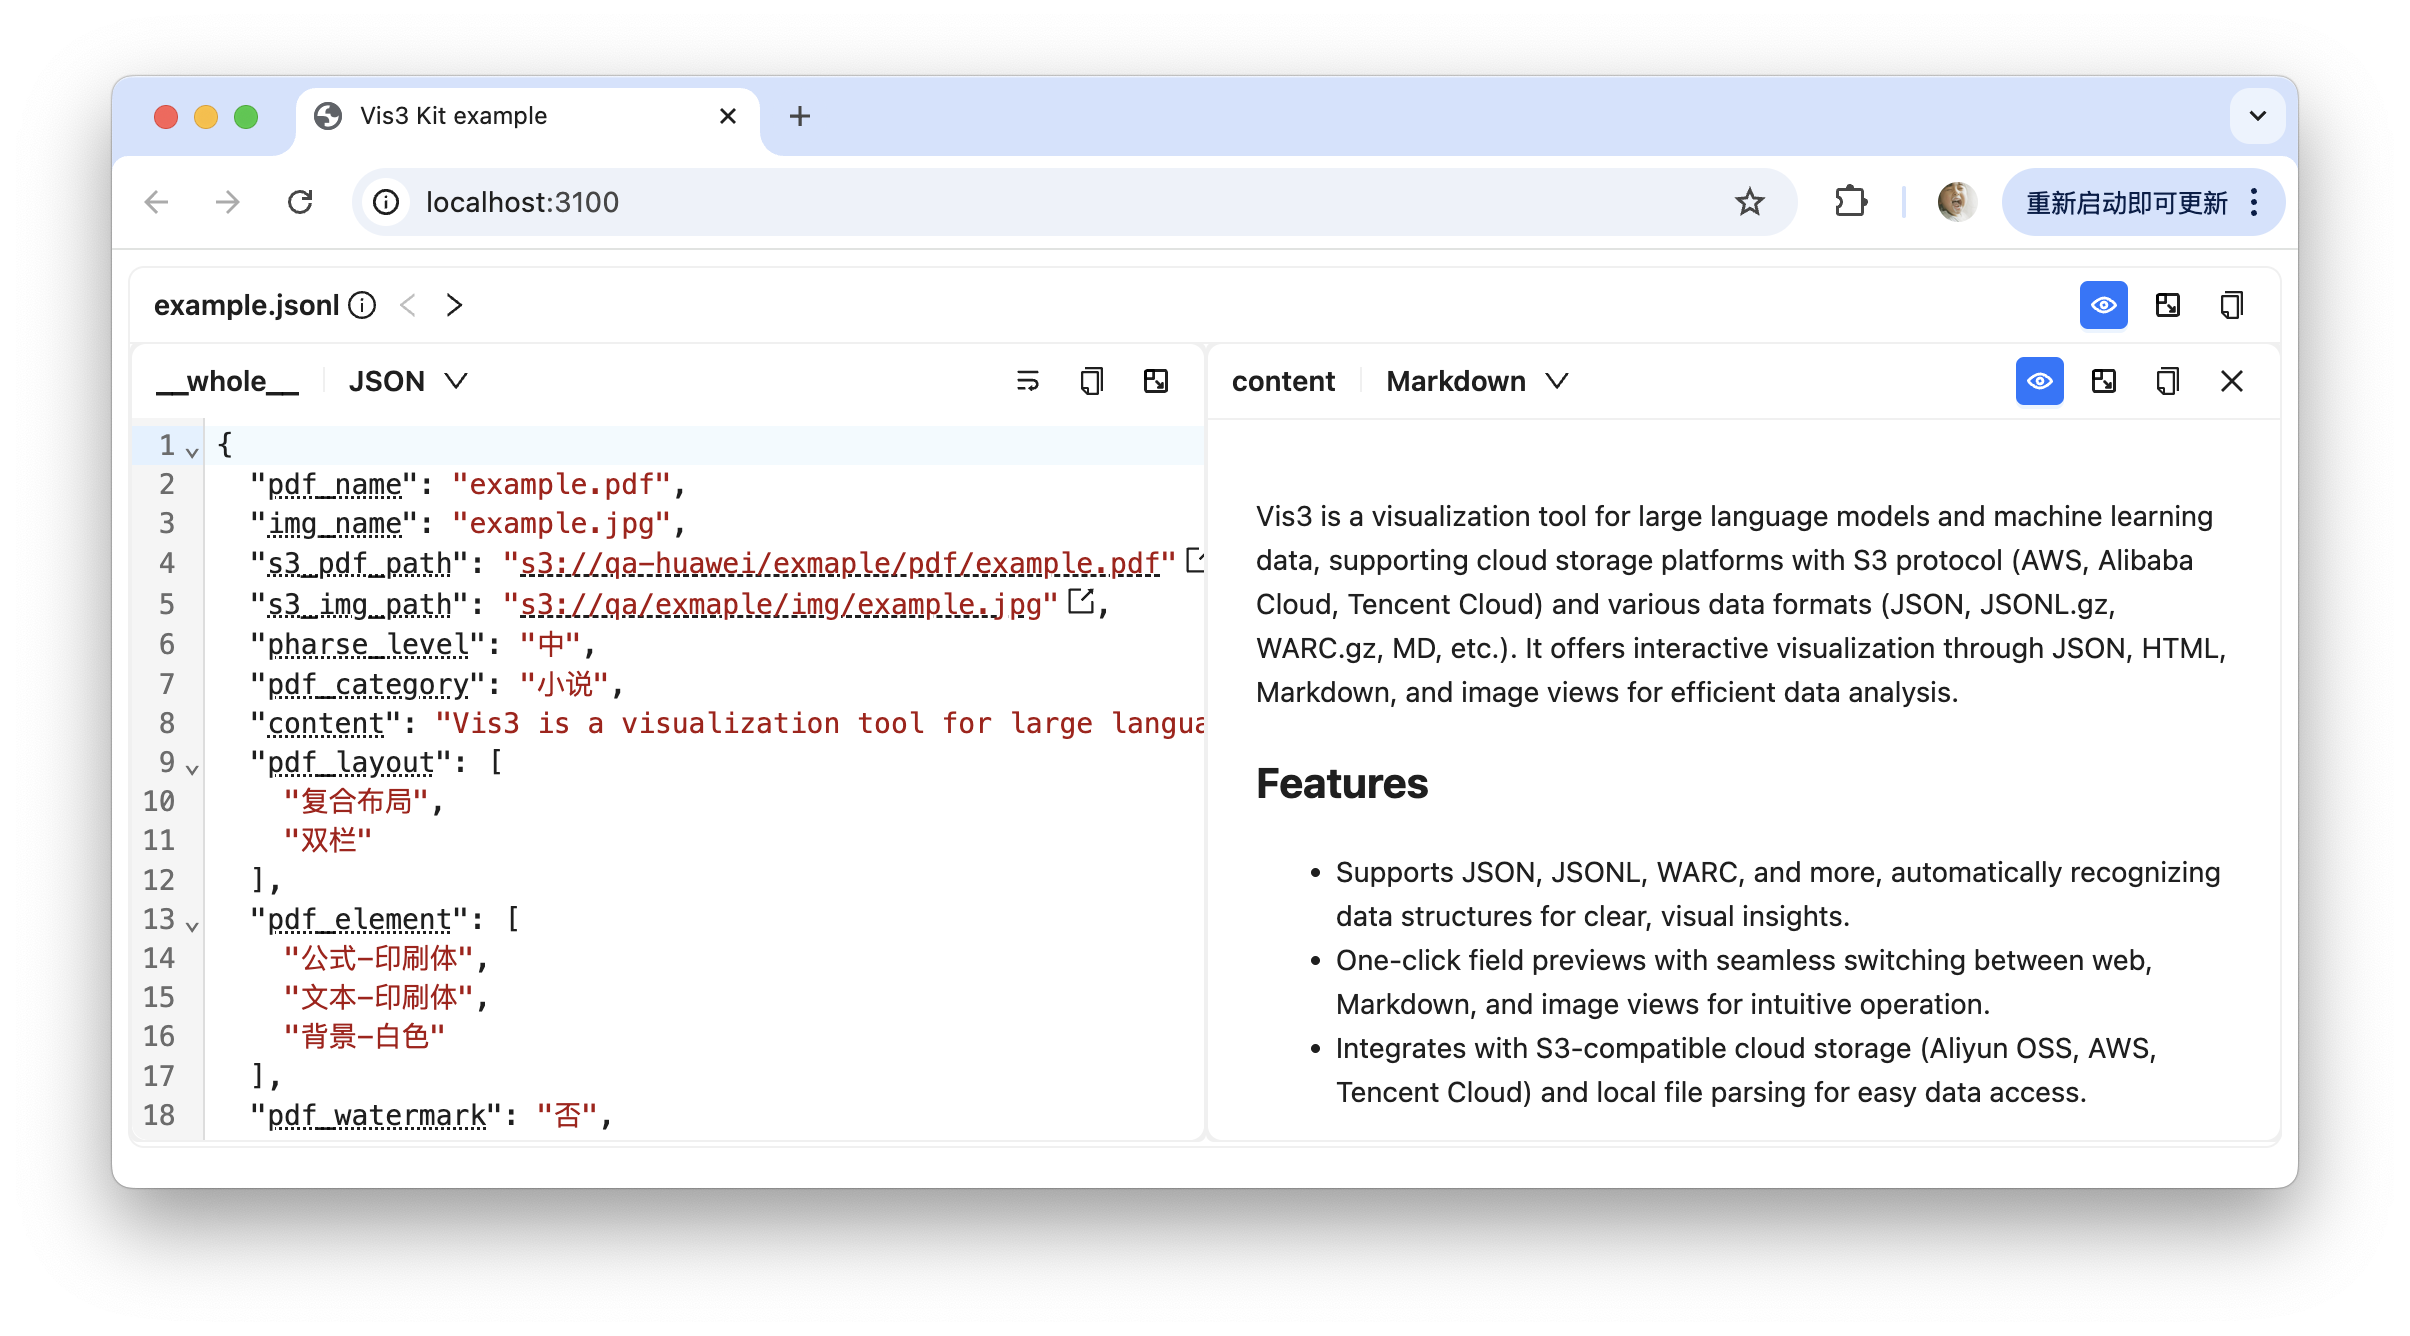 Vis3 Kit example
localhost:3100
重新启动即可更新
example.jsonl
__whole__ JSON
content Markdown
1 {
2 "pdf_name": "example.pdf",
3 "img_name": "example.jpg",
4 "s3_pdf_path": "s3://qa-huawei/exmaple/pdf/example.pdf"
5 "s3_img_path": "s3://qa/exmaple/img/example.jpg",
6 "pharse_level": "中",
7 "pdf_category": "小说",
8 "content": "Vis3 is a visualization tool for large langua
9 "pdf_layout": [
10 "复合布局",
11 "双栏"
12 ],
13 "pdf_element": [
14 "公式-印刷体",
15 "文本-印刷体",
16 "背景-白色"
17 ],
18 "pdf_watermark": "否",
Vis3 is a visualization tool for large language models and machine learning
data, supporting cloud storage platforms with S3 protocol (AWS, Alibaba
Cloud, Tencent Cloud) and various data formats (JSON, JSONL.gz,
WARC.gz, MD, etc.). It offers interactive visualization through JSON, HTML,
Markdown, and image views for efficient data analysis.
Features
• Supports JSON, JSONL, WARC, and more, automatically recognizing
data structures for clear, visual insights.
• One-click field previews with seamless switching between web,
Markdown, and image views for intuitive operation.
• Integrates with S3-compatible cloud storage (Aliyun OSS, AWS,
Tencent Cloud) and local file parsing for easy data access.